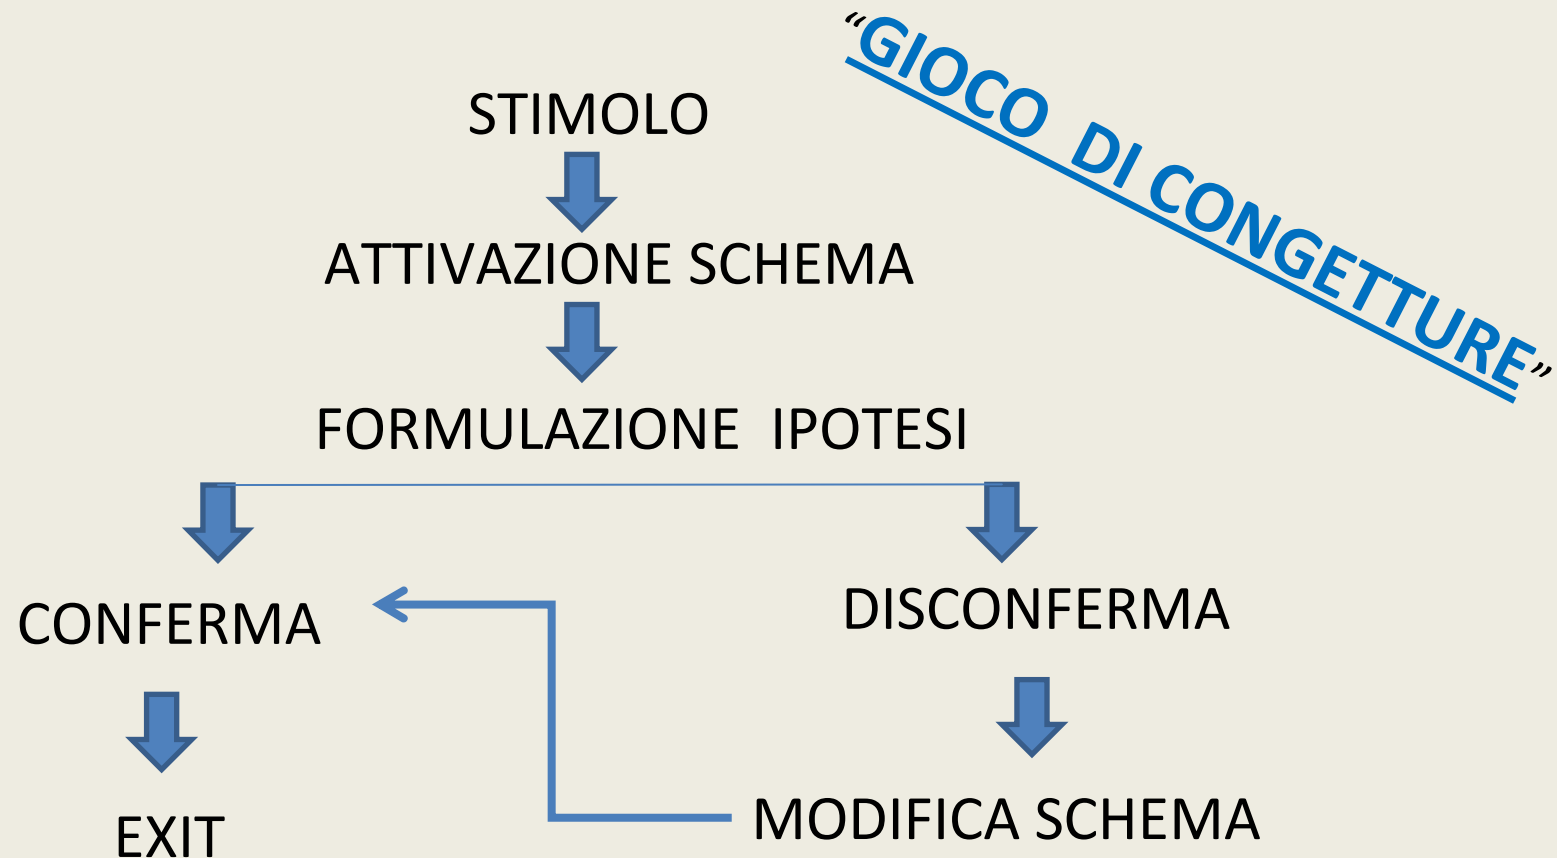 “GIOCO DI CONGETTURE”
STIMOLO
ATTIVAZIONE SCHEMA
FORMULAZIONE IPOTESI
CONFERMA
DISCONFERMA
EXIT
MODIFICA SCHEMA